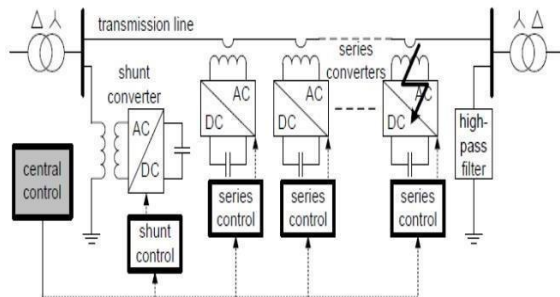 transmission line
series
converters
shunt
converter
AC
DC
AC
DC
AC
DC
AC
DC
high-
pass
filter
central
control
series
control
series
control
series
control
shunt
control